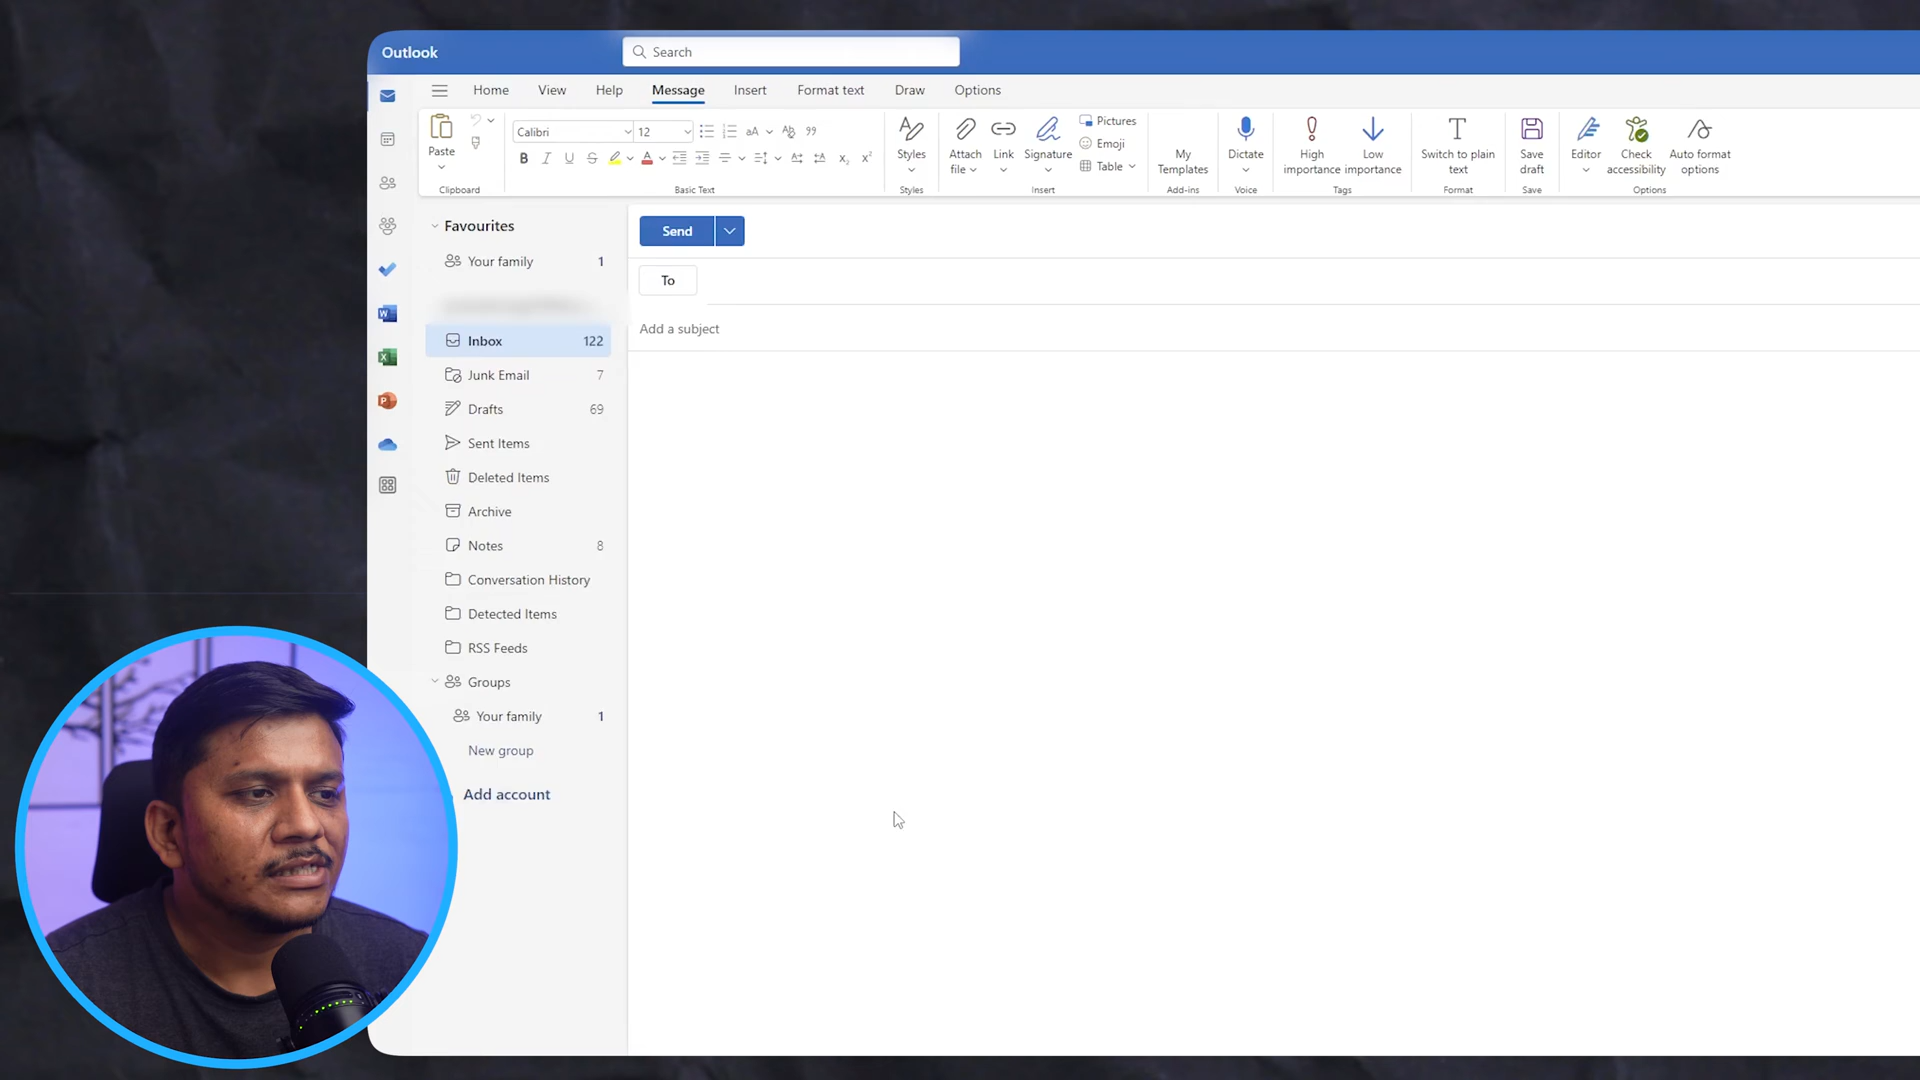 Outlook
Search
Home View Help Message Insert Format text Draw Options
Paste
Clipboard
Calibri 12
Basic Text
Styles
Styles
Attach file
Link
Signature
Pictures
Emoji
Table
Insert
My Templates
Add-ins
Dictate
Voice
High importance
Low importance
Tags
Switch to plain text
Format
Save draft
Save
Editor
Check accessibility
Auto format options
Options
Favourites
Your family 1
Inbox 122
Junk Email 7
Drafts 69
Sent Items
Deleted Items
Archive
Notes 8
Conversation History
Detected Items
RSS Feeds
Groups
Your family 1
New group
Add account
Send
To
Add a subject